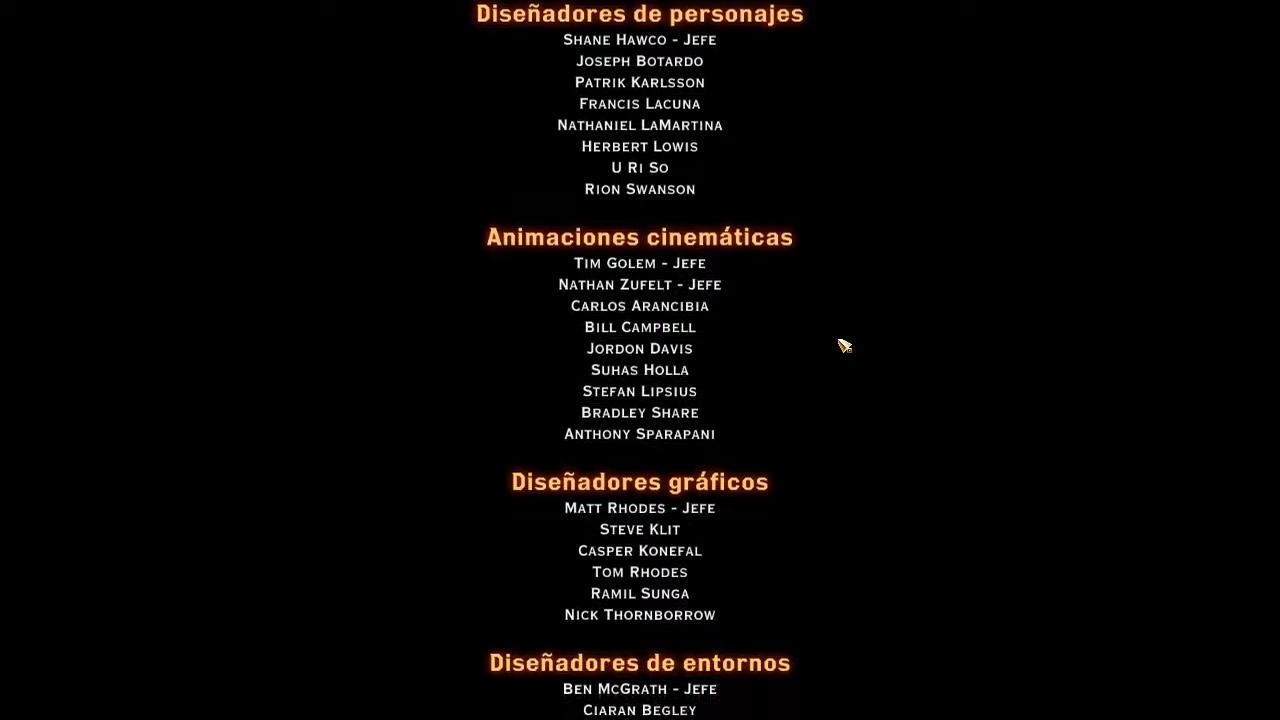 Diseñadores de personajes
Shane Hawco - Jefe
Joseph Botardo
Patrik Karlsson
Francis Lacuna
Nathaniel LaMartina
Herbert Lowis
U Ri So
Rion Swanson
Animaciones cinemáticas
Tim Golem - Jefe
Nathan Zufelt - Jefe
Carlos Arancibia
Bill Campbell
Jordon Davis
Suhas Holla
Stefan Lipsius
Bradley Share
Anthony Sparapani
Diseñadores gráficos
Matt Rhodes - Jefe
Steve Klit
Casper Konefal
Tom Rhodes
Ramil Sunga
Nick Thornborrow
Diseñadores de entornos
Ben McGrath - Jefe
Ciaran Begley